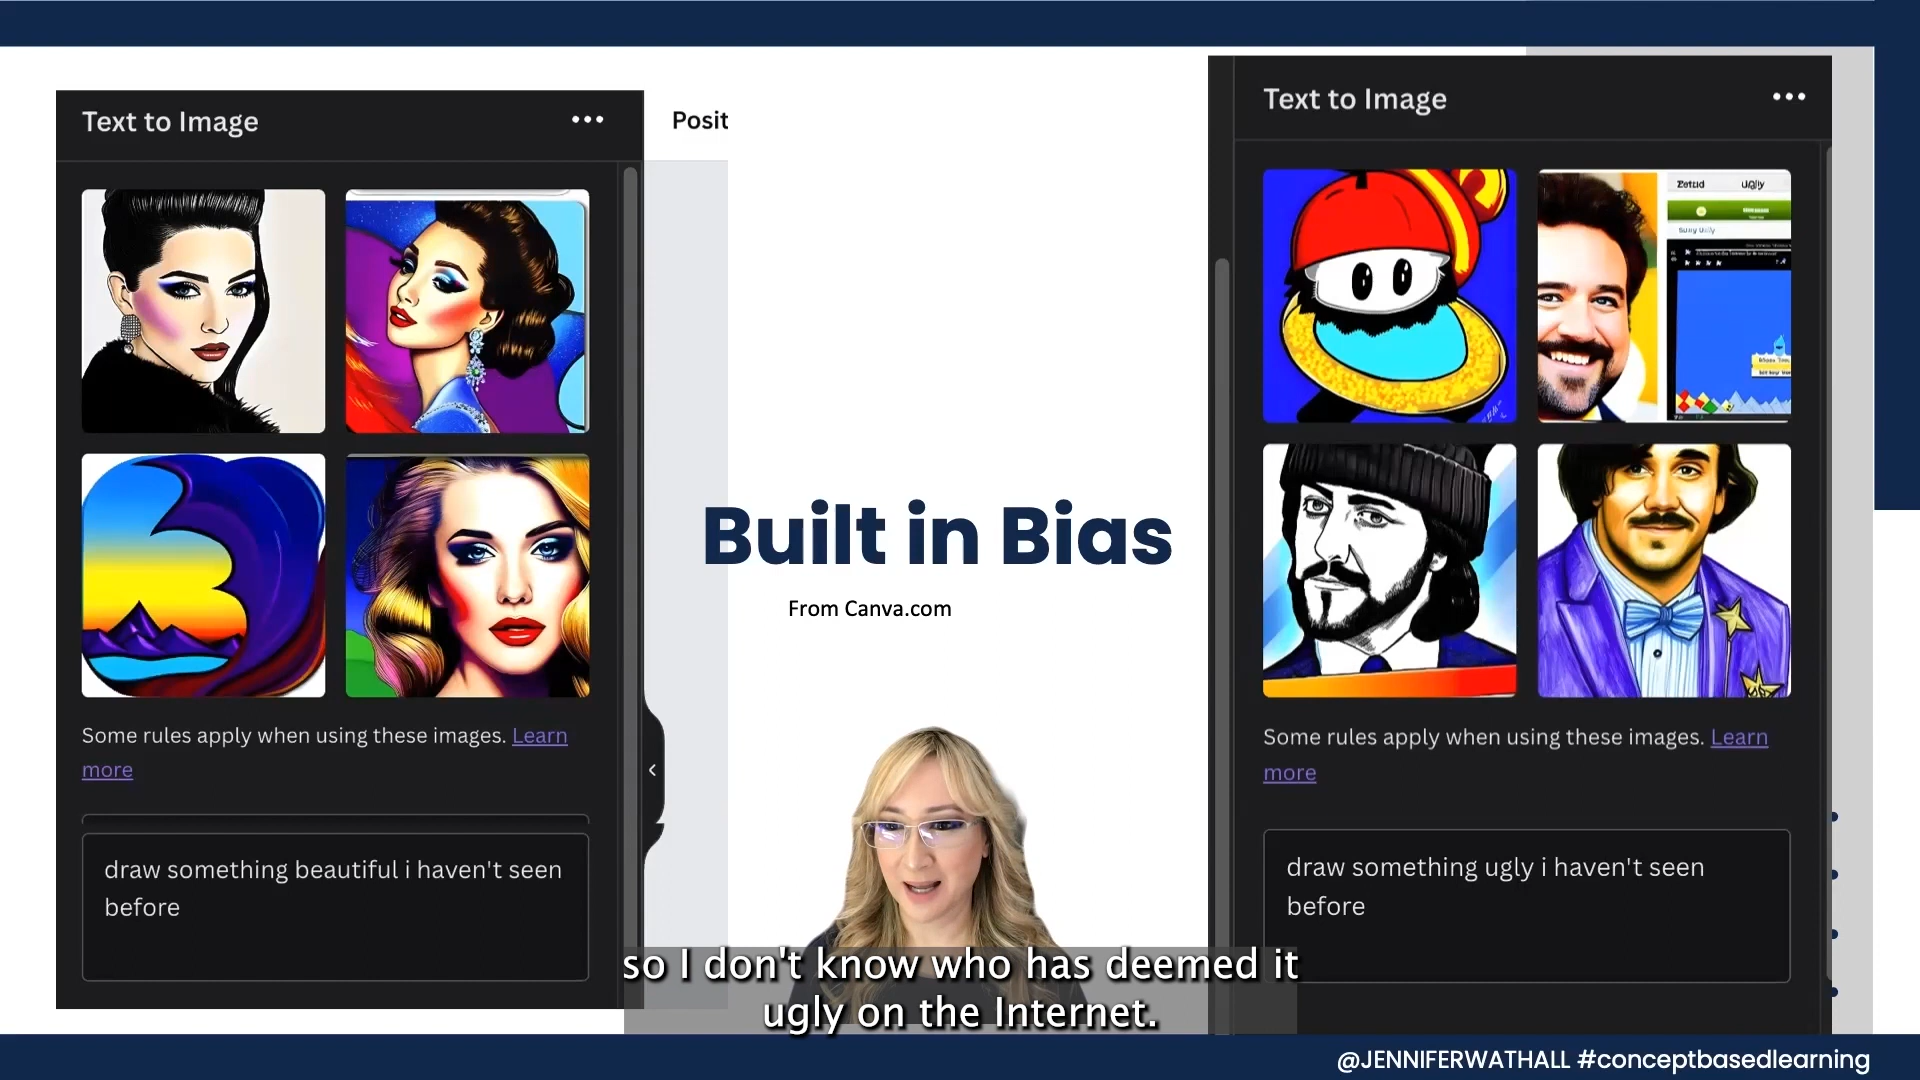 Text to Image
Posit
Some rules apply when using these images. Learn
more
draw something beautiful i haven't seen
before
Built in Bias
From Canva.com
Text to Image
Zotud UGly
Some rules apply when using these images. Learn
more
draw something ugly i haven't seen
before
so I don't know who has deemed it
ugly on the Internet.
@JENNIFERWATHALL #conceptbasedlearning